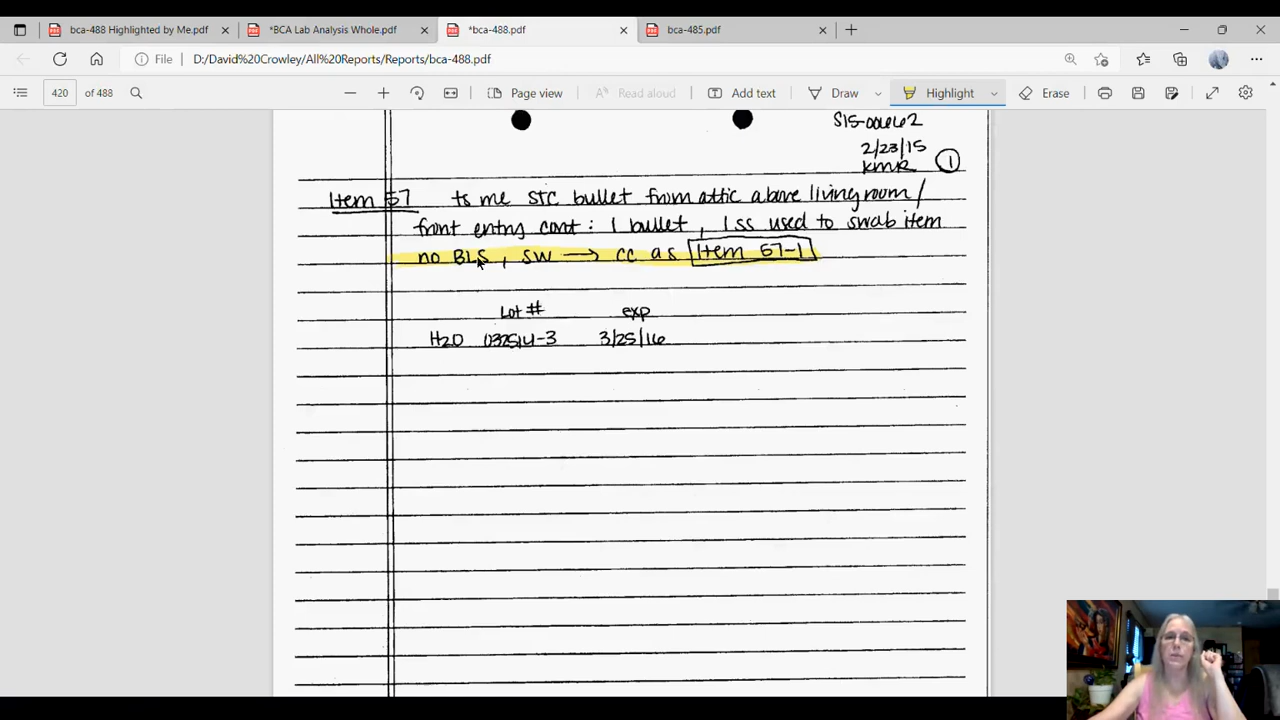 bca-488 Highlighted by Me.pdf
*BCA Lab Analysis Whole.pdf
*bca-488.pdf
bca-485.pdf
File D:/David%20Crowley/All%20Reports/Reports/bca-488.pdf
420 of 488
Page view
Read aloud
Add text
Draw
Highlight
Erase
S15-00662
2/23/15
KMR 1
Item 57 ts me STC bullet from attic above living room /
front entry cont: 1 bullet, 1 ss used to swab item
no BLS, SW → cc as Item 57-1
Lot # exp
H2O 032514-3 3/25/16